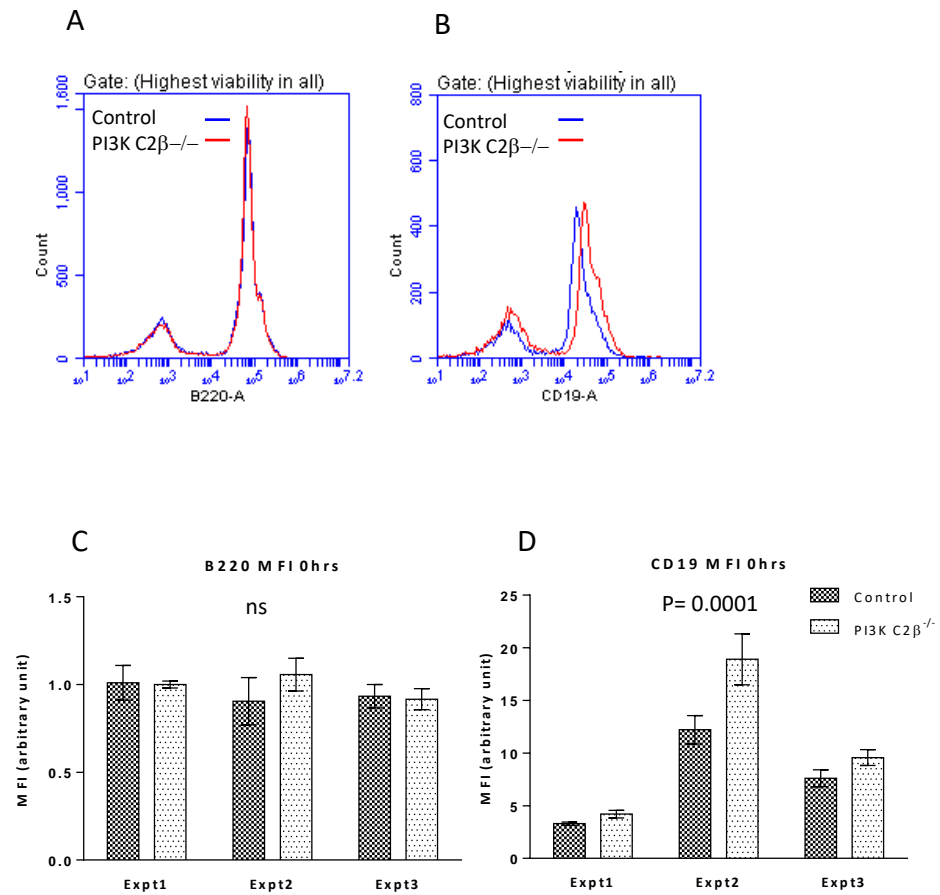 A
Gate: (Highest viability in all)
Control
PI3K C2β−/−
1,600
1,000
500
0
Count
10^1 10^2 10^3 10^4 10^5 10^6 10^7.2
B220-A
B
Gate: (Highest viability in all)
Control
PI3K C2β−/−
800
600
400
200
0
Count
10^1 10^2 10^3 10^4 10^5 10^6 10^7.2
CD19-A
C
B220 MFI 0hrs
ns
1.5
1.0
0.5
0.0
MFI (arbitrary unit)
Expt1 Expt2 Expt3
D
CD19 MFI 0hrs
P= 0.0001
25
20
15
10
5
0
MFI (arbitrary unit)
Expt1 Expt2 Expt3
Control
PI3K C2β-/-